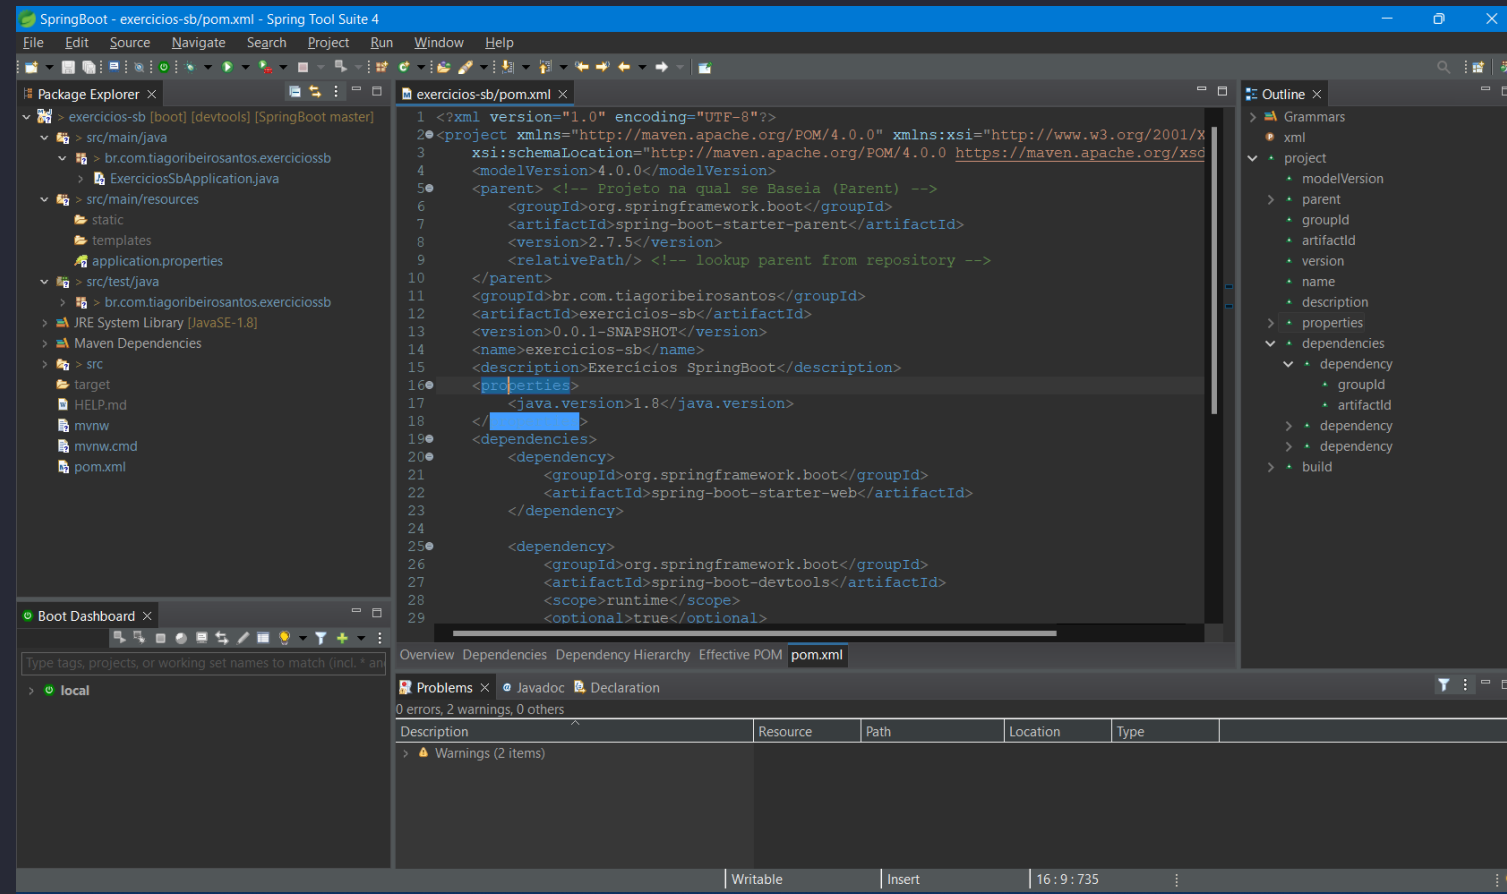 SpringBoot - exercicios-sb/pom.xml - Spring Tool Suite 4
File Edit Source Navigate Search Project Run Window Help
Package Explorer
> exercicios-sb [boot] [devtools] [SpringBoot master]
> src/main/java
> br.com.tiagoribeirosantos.exerciciossb
ExerciciosSbApplication.java
> src/main/resources
static
templates
application.properties
> src/test/java
> br.com.tiagoribeirosantos.exerciciossb
JRE System Library [JavaSE-1.8]
Maven Dependencies
> src
target
HELP.md
mvnw
mvnw.cmd
pom.xml
Boot Dashboard
Type tags, projects, or working set names to match (incl. * an
local
exercicios-sb/pom.xml
1 <?xml version="1.0" encoding="UTF-8"?>
2 <project xmlns="http://maven.apache.org/POM/4.0.0" xmlns:xsi="http://www.w3.org/2001/X
3 xsi:schemaLocation="http://maven.apache.org/POM/4.0.0 https://maven.apache.org/xsd
4 <modelVersion>4.0.0</modelVersion>
5 <parent> <!-- Projeto na qual se Baseia (Parent) -->
6 <groupId>org.springframework.boot</groupId>
7 <artifactId>spring-boot-starter-parent</artifactId>
8 <version>2.7.5</version>
9 <relativePath/> <!-- lookup parent from repository -->
10 </parent>
11 <groupId>br.com.tiagoribeirosantos</groupId>
12 <artifactId>exercicios-sb</artifactId>
13 <version>0.0.1-SNAPSHOT</version>
14 <name>exercicios-sb</name>
15 <description>Exercícios SpringBoot</description>
16 <properties>
17 <java.version>1.8</java.version>
18 </ >
19 <dependencies>
20 <dependency>
21 <groupId>org.springframework.boot</groupId>
22 <artifactId>spring-boot-starter-web</artifactId>
23 </dependency>
24
25 <dependency>
26 <groupId>org.springframework.boot</groupId>
27 <artifactId>spring-boot-devtools</artifactId>
28 <scope>runtime</scope>
29 <optional>true</optional>
Overview Dependencies Dependency Hierarchy Effective POM pom.xml
Outline
Grammars
xml
project
modelVersion
parent
groupId
artifactId
version
name
description
properties
dependencies
dependency
groupId
artifactId
dependency
dependency
build
Problems Javadoc Declaration
0 errors, 2 warnings, 0 others
Description Resource Path Location Type
Warnings (2 items)
Writable Insert 16 : 9 : 735